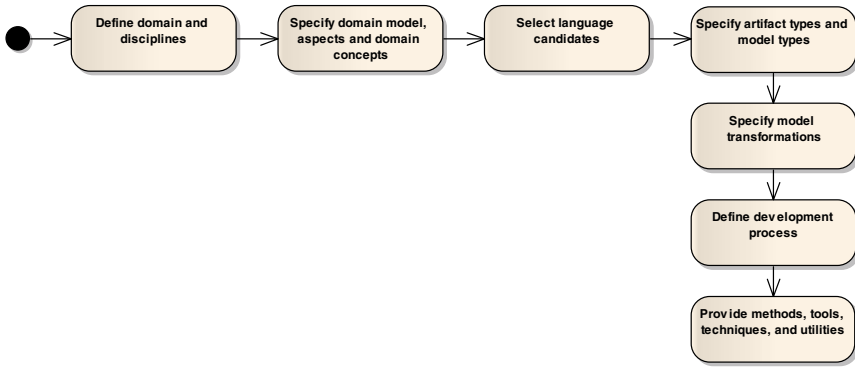 Define domain and
disciplines
Specify domain model,
aspects and domain
concepts
Select language
candidates
Specify artifact types and
model types
Specify model
transformations
Define development
process
Provide methods, tools,
techniques, and utilities